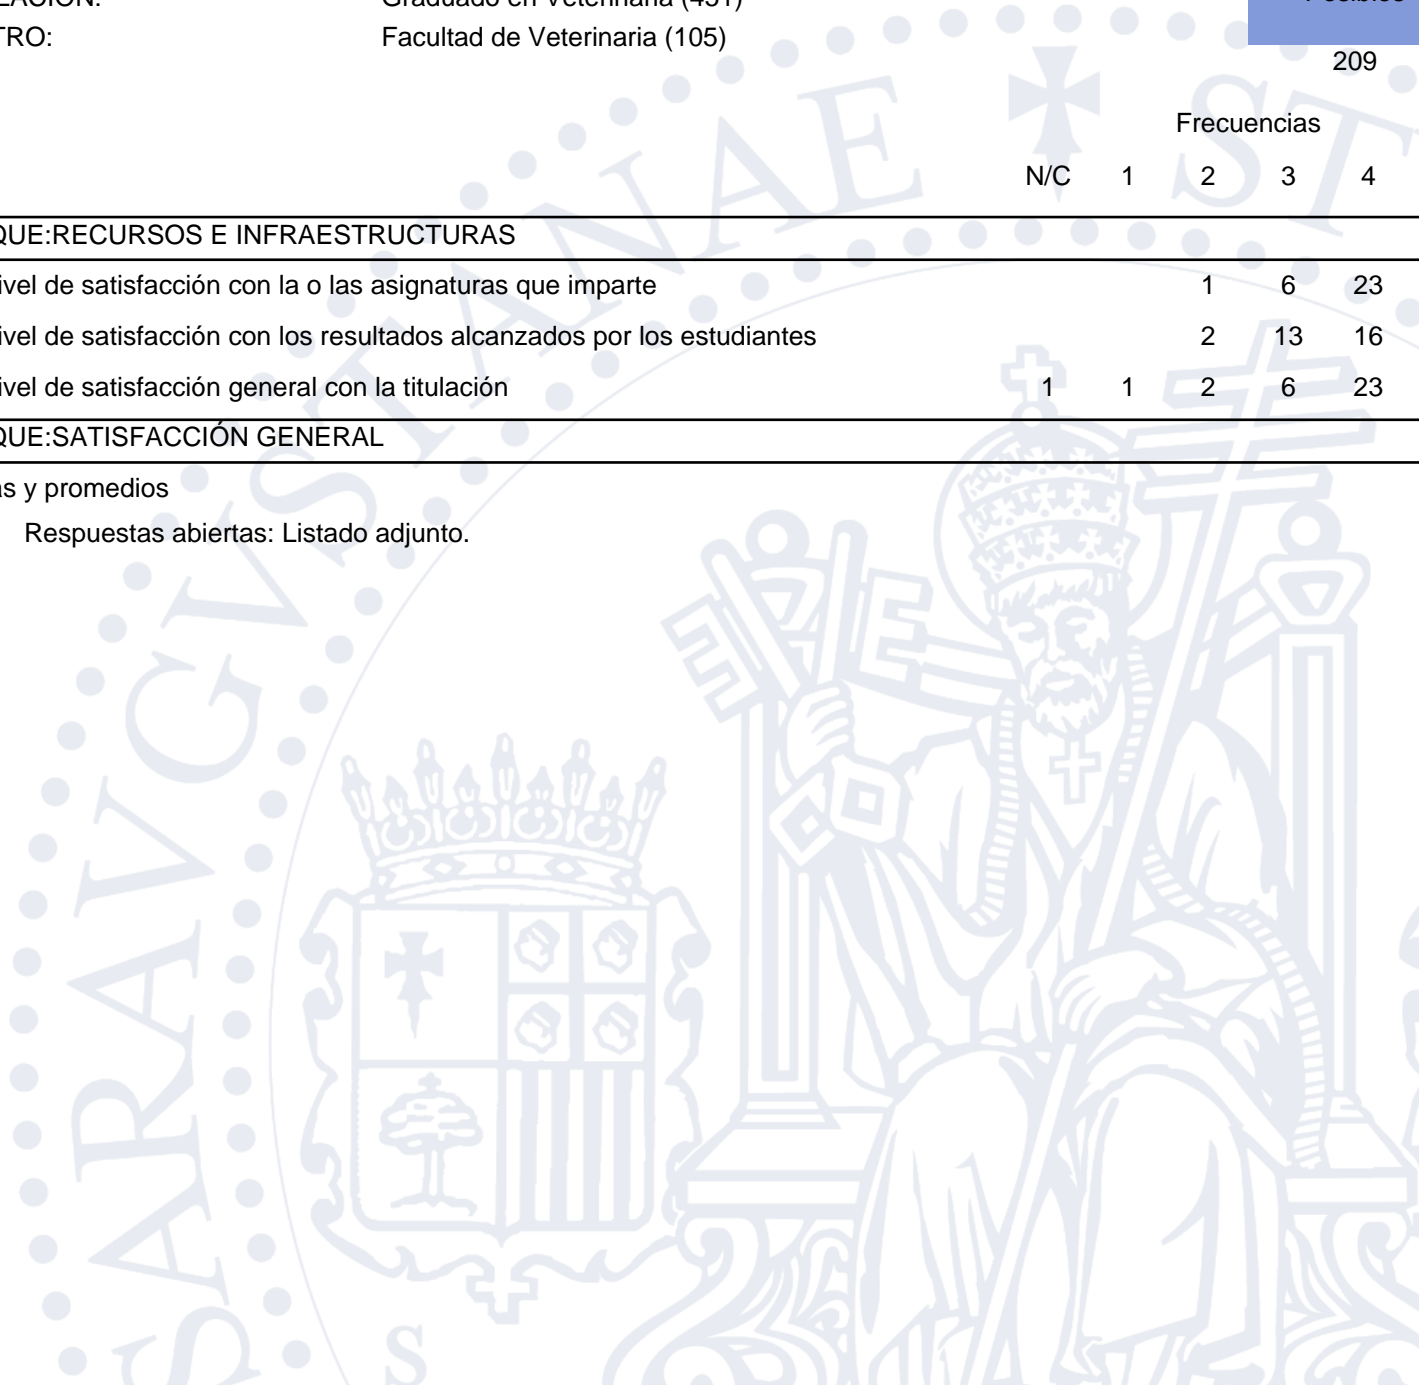 TRO: Facultad de Veterinaria (105)
209
Frecuencias
N/C 1 2 3 4
QUE:RECURSOS E INFRAESTRUCTURAS
ivel de satisfacción con la o las asignaturas que imparte 1 6 23
ivel de satisfacción con los resultados alcanzados por los estudiantes 2 13 16
ivel de satisfacción general con la titulación 1 1 2 6 23
QUE:SATISFACCIÓN GENERAL
as y promedios
Respuestas abiertas: Listado adjunto.
SARAVGVSTANAE ST
S